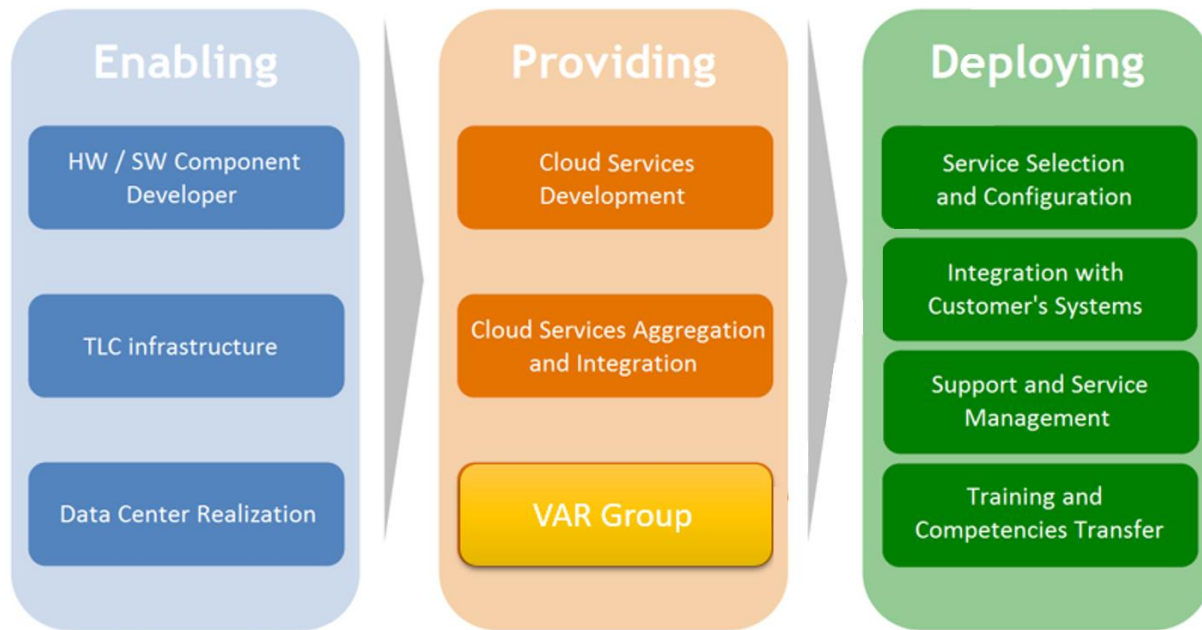 Enabling
HW / SW Component
Developer
TLC infrastructure
Data Center Realization
Providing
Cloud Services
Development
Cloud Services Aggregation
and Integration
VAR Group
Deploying
Service Selection
and Configuration
Integration with
Customer's Systems
Support and Service
Management
Training and
Competencies Transfer